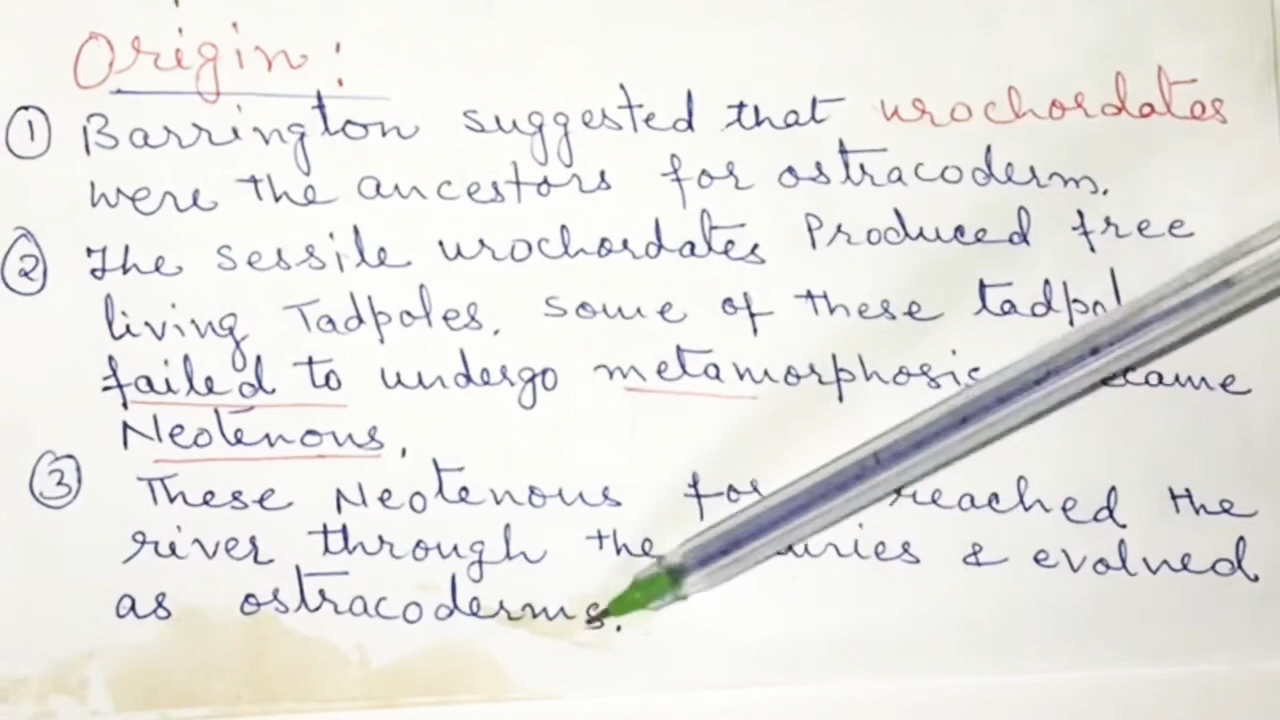 Origin:
① Barrington suggested that urochordates
were the ancestors for ostracoderm.
② The sessile urochordates Produced free
living Tadpoles. Some of these
failed to undergo metamorphosis
Neotenous.
③ These Neotenous reached the
river through the & evolved
as ostracoderms.